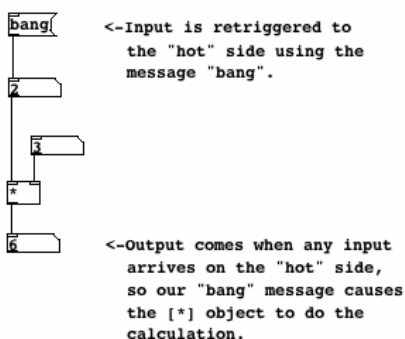 bang
<-Input is retriggered to
the "hot" side using the
message "bang".
2
3
*
6
<-Output comes when any input
arrives on the "hot" side,
so our "bang" message causes
the [*] object to do the
calculation.